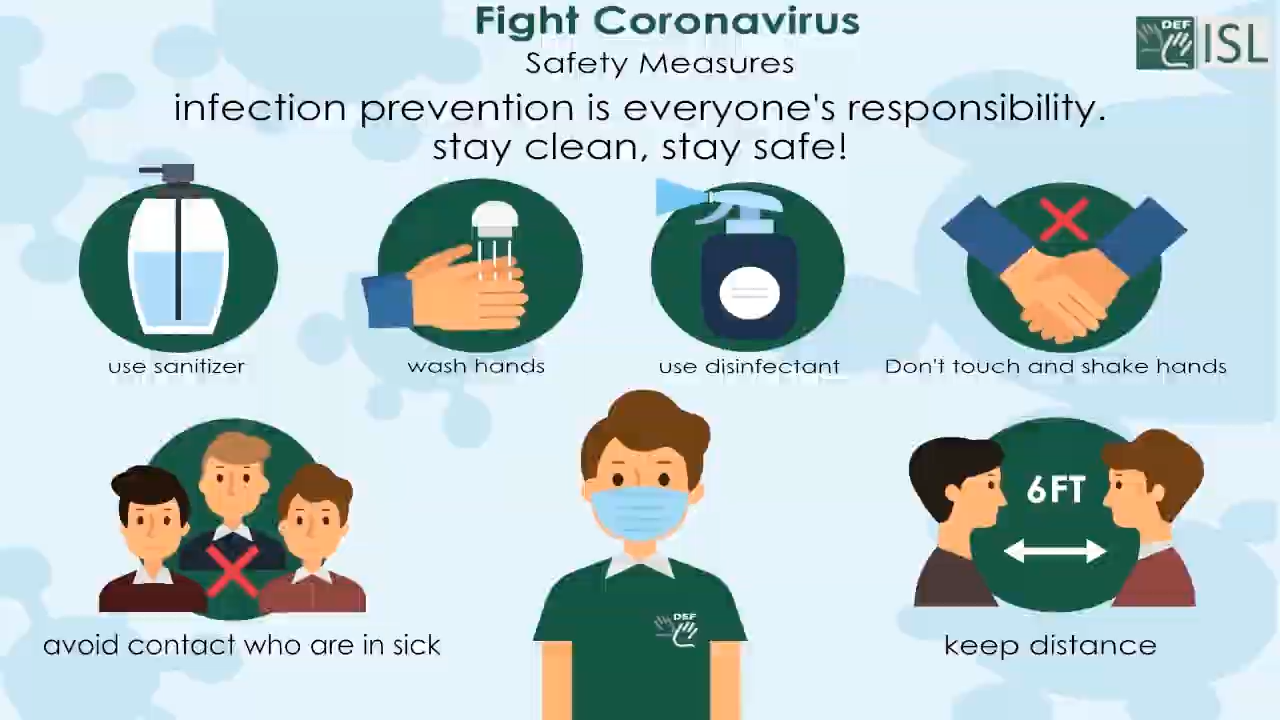 Fight Coronavirus
DEF
ISL
Safety Measures
infection prevention is everyone's responsibility.
stay clean, stay safe!
use sanitizer
wash hands
use disinfectant
Don't touch and shake hands
6FT
DEF
avoid contact who are in sick
keep distance